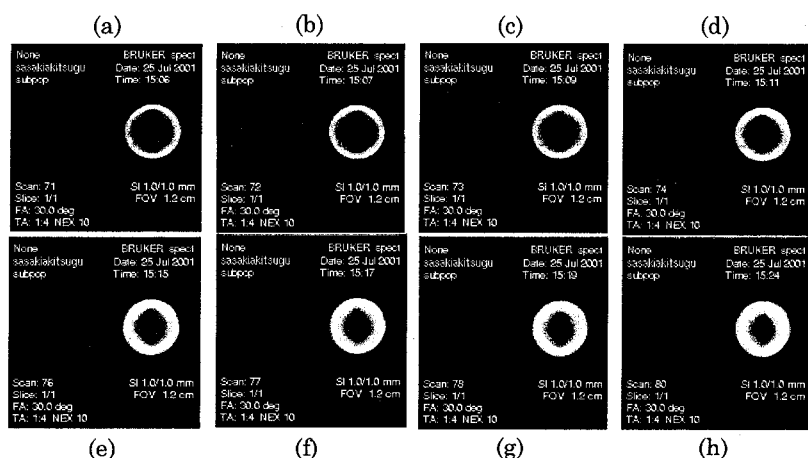 (a) (b) (c) (d)
None BRUKER spect
sasakiakitsugu Date: 25 Jul 2001
subpop Time: 15:06
Scan: 71 SI 1.0/1.0 mm
Slice: 1/1 FOV 1.2 cm
FA: 30.0 deg
TA: 1:4 NEX 10
None BRUKER spect
sasakiakitsugu Date: 25 Jul 2001
subpop Time: 15:07
Scan: 72 SI 1.0/1.0 mm
Slice: 1/1 FOV 1.2 cm
FA: 30.0 deg
TA: 1:4 NEX 10
None BRUKER spect
sasakiakitsugu Date: 25 Jul 2001
subpop Time: 15:09
Scan: 73 SI 1.0/1.0 mm
Slice: 1/1 FOV 1.2 cm
FA: 30.0 deg
TA: 1:4 NEX 10
None BRUKER spect
sasakiakitsugu Date: 25 Jul 2001
subpop Time: 15:11
Scan: 74 SI 1.0/1.0 mm
Slice: 1/1 FOV 1.2 cm
FA: 30.0 deg
TA: 1:4 NEX 10
None BRUKER spect
sasakiakitsugu Date: 25 Jul 2001
subpop Time: 15:15
Scan: 76 SI 1.0/1.0 mm
Slice: 1/1 FOV 1.2 cm
FA: 30.0 deg
TA: 1:4 NEX 10
None BRUKER spect
sasakiakitsugu Date: 25 Jul 2001
subpop Time: 15:17
Scan: 77 SI 1.0/1.0 mm
Slice: 1/1 FOV 1.2 cm
FA: 30.0 deg
TA: 1:4 NEX 10
None BRUKER spect
sasakiakitsugu Date: 25 Jul 2001
subpop Time: 15:19
Scan: 78 SI 1.0/1.0 mm
Slice: 1/1 FOV 1.2 cm
FA: 30.0 deg
TA: 1:4 NEX 10
None BRUKER spect
sasakiakitsugu Date: 25 Jul 2001
subpop Time: 15:24
Scan: 80 SI 1.0/1.0 mm
Slice: 1/1 FOV 1.2 cm
FA: 30.0 deg
TA: 1:4 NEX 10
(e) (f) (g) (h)